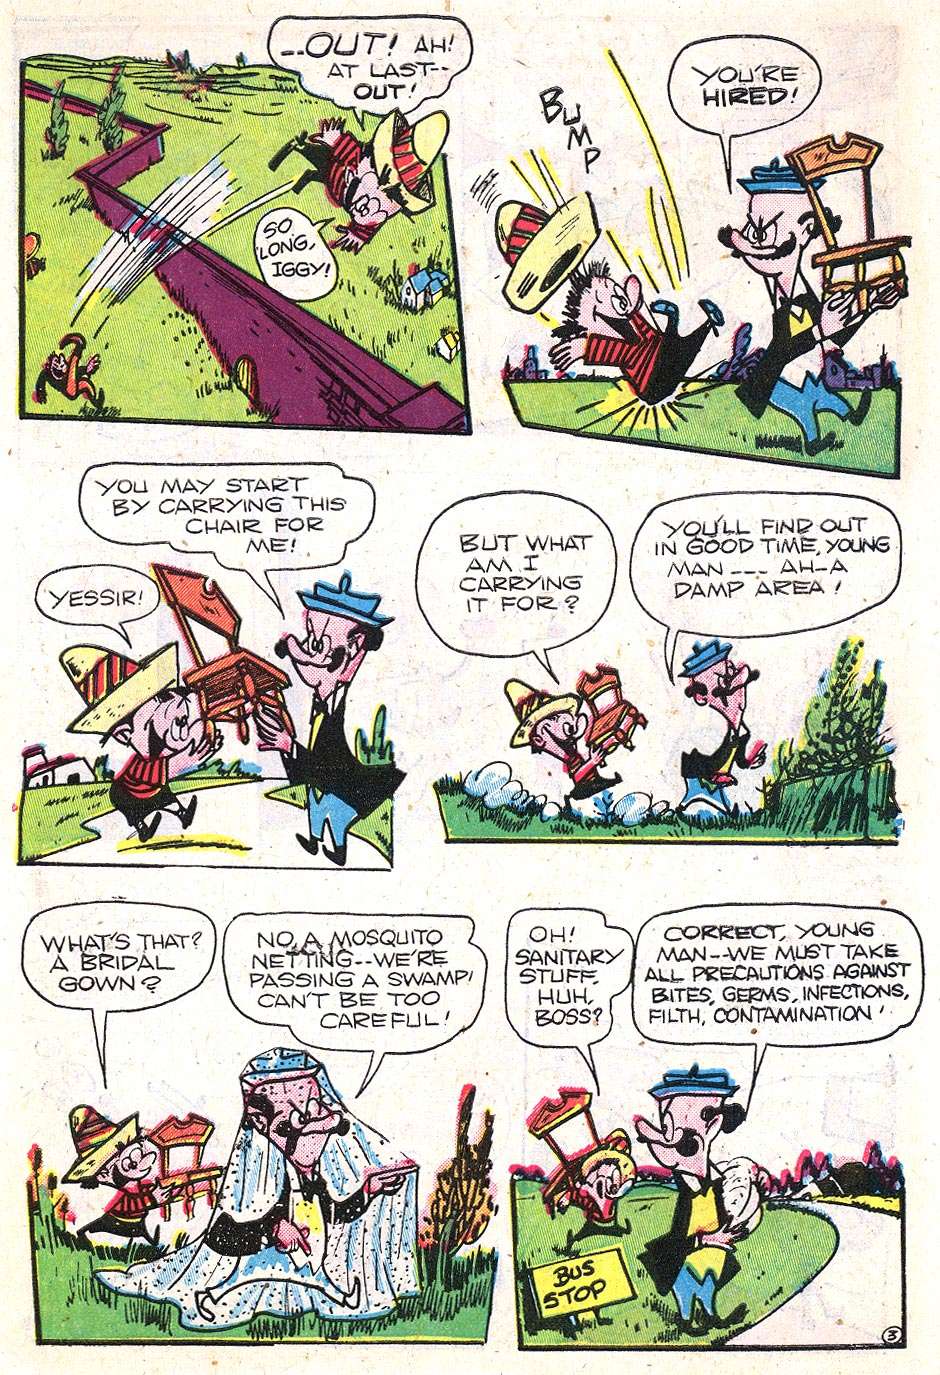 --OUT! AH!
AT LAST--
OUT!
SO
LONG,
IGGY!
BUMP
YOU'RE
HIRED!
YOU MAY START
BY CARRYING THIS
CHAIR FOR
ME!
YESSIR!
BUT WHAT
AM I
CARRYING
IT FOR?
YOU'LL FIND OUT
IN GOOD TIME, YOUNG
MAN --- AH-A
DAMP AREA!
WHAT'S THAT?
A BRIDAL
GOWN?
NO, A MOSQUITO
NETTING--WE'RE
PASSING A SWAMP!
CAN'T BE TOO
CAREFUL!
OH!
SANITARY
STUFF,
HUH,
BOSS?
CORRECT, YOUNG
MAN--WE MUST TAKE
ALL PRECAUTIONS AGAINST
BITES, GERMS, INFECTIONS,
FILTH, CONTAMINATION!
BUS
STOP
3